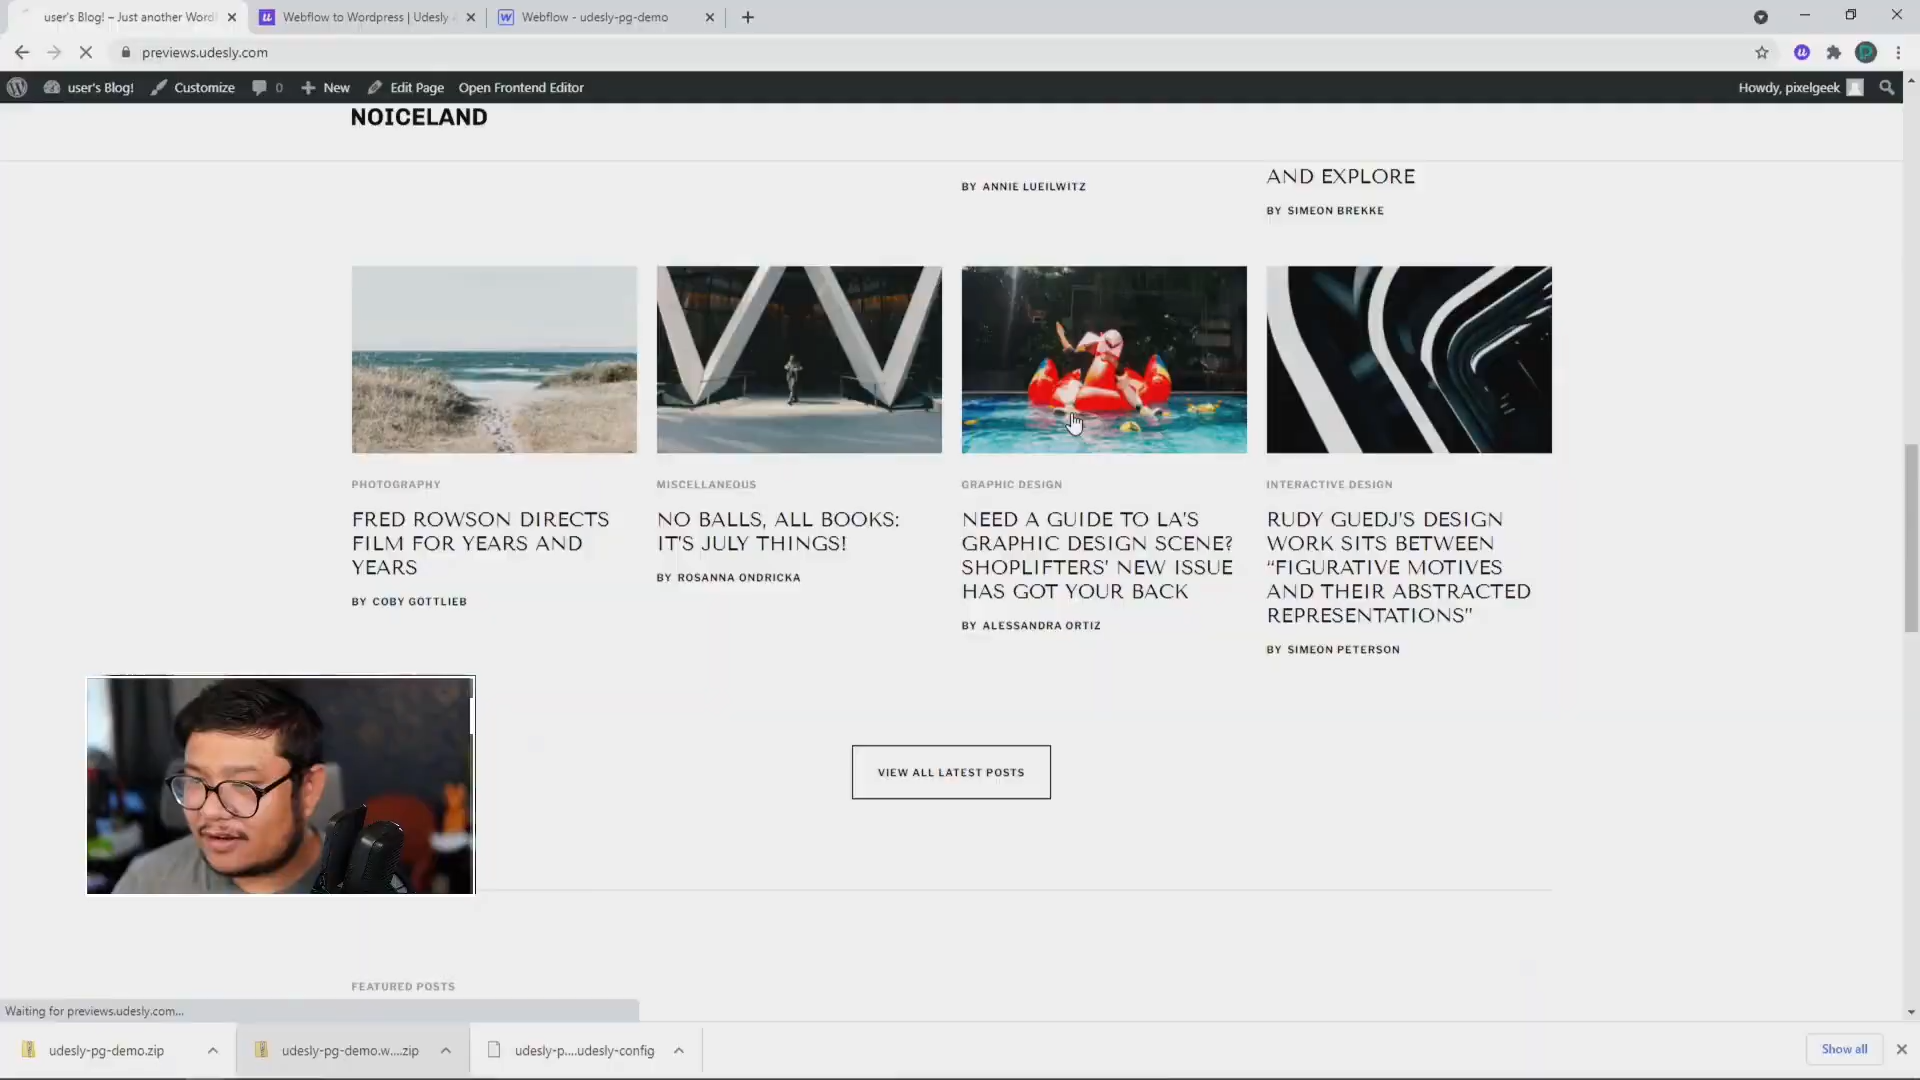 user's Blog! – Just another Word
Webflow to Wordpress | Udesly
Webflow - udesly-pg-demo
previews.udesly.com
user's Blog!
Customize
0
New
Edit Page
Open Frontend Editor
Howdy, pixelgeek
NOICELAND
BY ANNIE LUEILWITZ
AND EXPLORE
BY SIMEON BREKKE
PHOTOGRAPHY
FRED ROWSON DIRECTS
FILM FOR YEARS AND
YEARS
BY COBY GOTTLIEB
MISCELLANEOUS
NO BALLS, ALL BOOKS:
IT'S JULY THINGS!
BY ROSANNA ONDRICKA
GRAPHIC DESIGN
NEED A GUIDE TO LA'S
GRAPHIC DESIGN SCENE?
SHOPLIFTERS' NEW ISSUE
HAS GOT YOUR BACK
BY ALESSANDRA ORTIZ
INTERACTIVE DESIGN
RUDY GUEDJ'S DESIGN
WORK SITS BETWEEN
“FIGURATIVE MOTIVES
AND THEIR ABSTRACTED
REPRESENTATIONS”
BY SIMEON PETERSON
VIEW ALL LATEST POSTS
FEATURED POSTS
Waiting for previews.udesly.com...
udesly-pg-demo.zip
udesly-pg-demo.w....zip
udesly-p....udesly-config
Show all